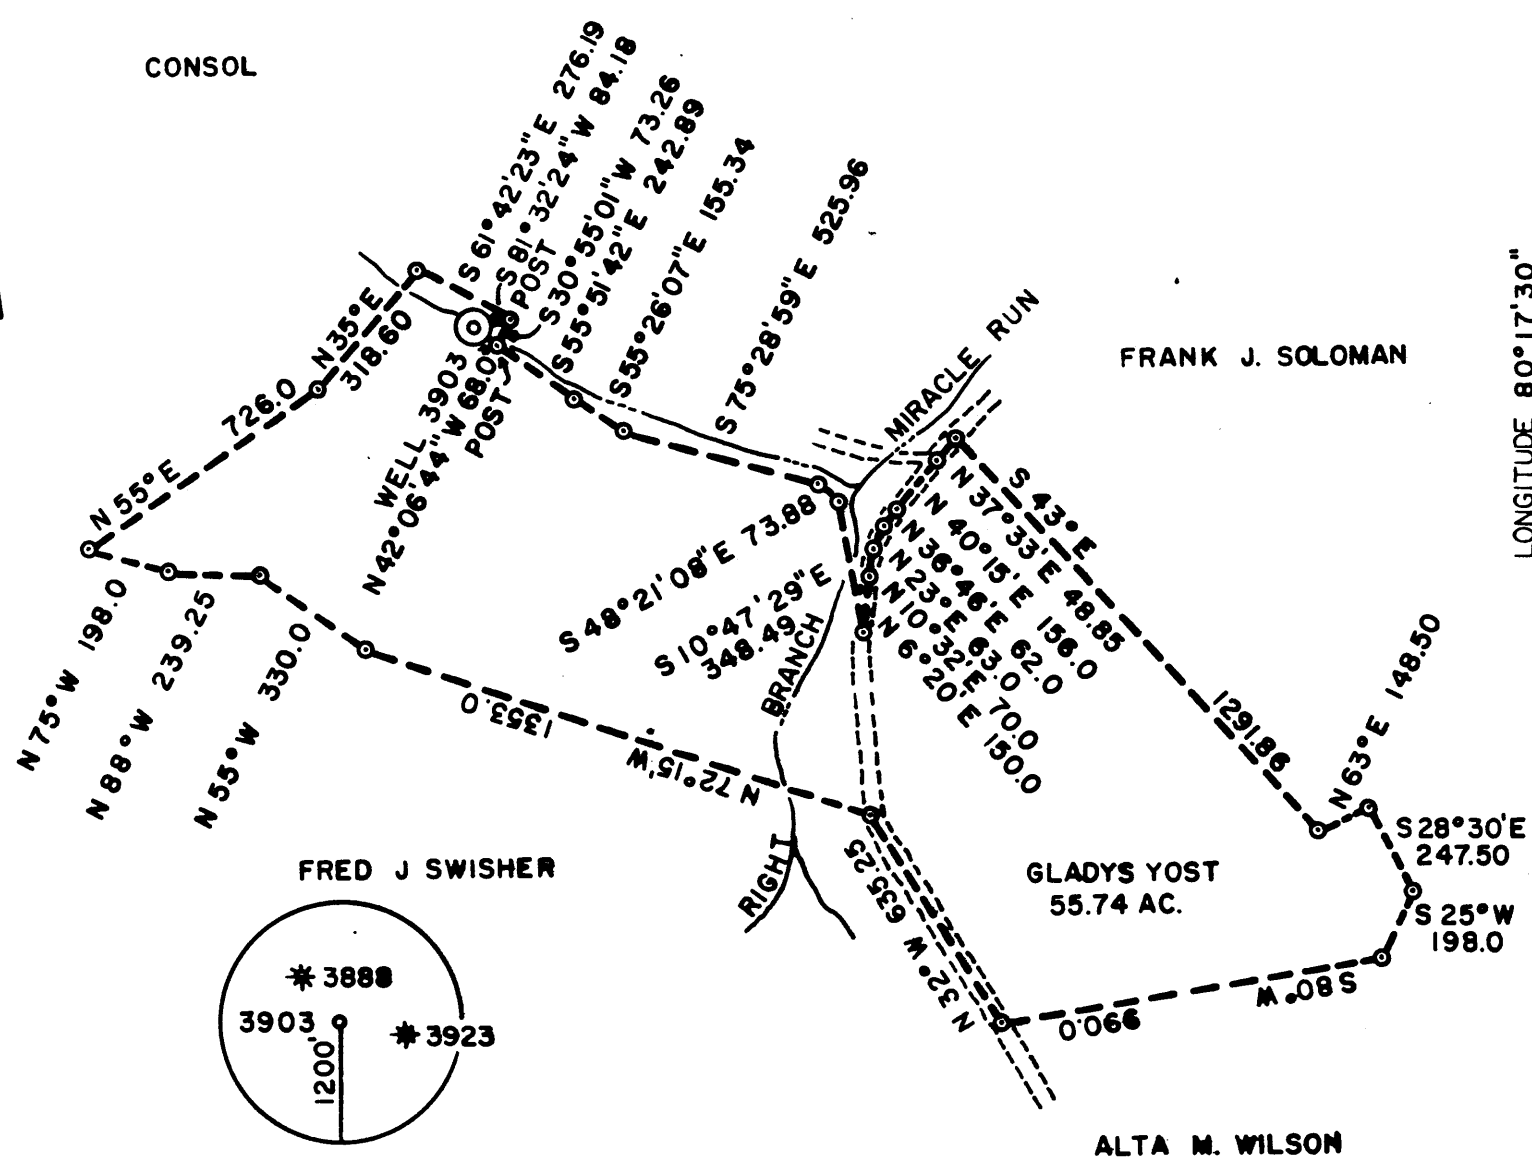 CONSOL
S 61°42'23" E 276.19
S 81°32'24" W 84.18
POST
S 30°55'01" W 73.26
S 55°51'42" E 242.89
S 55°26'07" E 155.34
S 75°28'59" E 525.96
MIRACLE RUN
FRANK J. SOLOMAN
LONGITUDE 80°17'30"
N 35° E
318.60
726.0
N 55° E
WELL 3903
N 42°06'44" W 68.0
POST
S 43° E
1291.86
N 37°33' E 48.85
N 40°15' E 156.0
N 36°46' E 62.0
N 23° E 63.0
N 10°32' E 70.0
N 6°20' E 150.0
S 48°21'08" E 73.88
S 10°47'29" E
348.49
N 75° W 198.0
N 88° W 239.25
N 55° W 330.0
N 72°15' W
1353.0
RIGHT BRANCH
N 63° E 148.50
S 28°30' E
247.50
S 25° W
198.0
GLADYS YOST
55.74 AC.
N 32° W 635.25
S 80° W
660.0
FRED J SWISHER
3888
3903
3923
1200'
ALTA M. WILSON